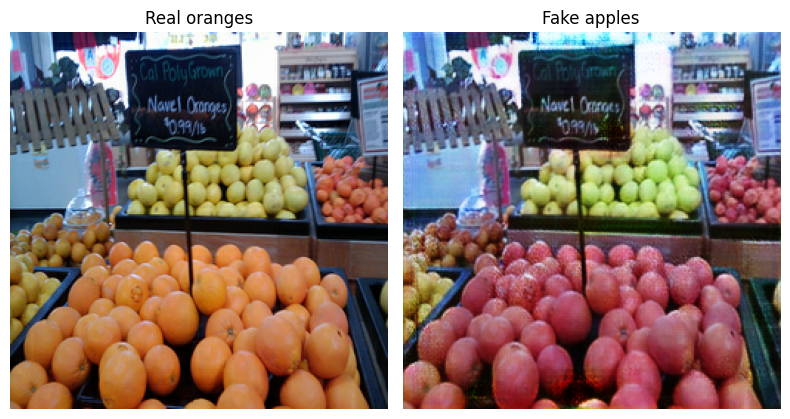 Real oranges
Cal Poly Grown
Navel Oranges
$0.99/lb
Fake apples
Cal Poly Grown
Navel Oranges
$0.99/lb